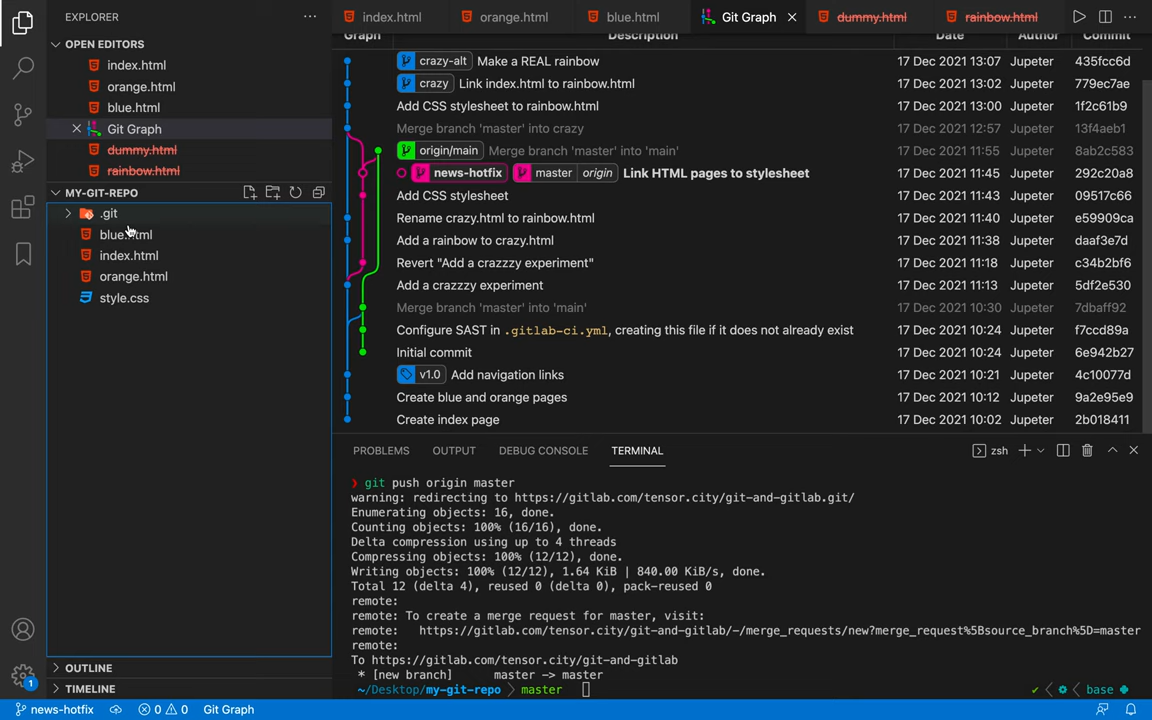 EXPLORER ...
OPEN EDITORS
index.html
orange.html
blue.html
Git Graph
dummy.html
rainbow.html
MY-GIT-REPO
.git
blue.html
index.html
orange.html
style.css
OUTLINE
TIMELINE
index.html orange.html blue.html Git Graph dummy.html rainbow.html
Graph Description Date Author Commit
crazy-alt Make a REAL rainbow 17 Dec 2021 13:07 Jupeter 435fcc6d
crazy Link index.html to rainbow.html 17 Dec 2021 13:02 Jupeter 779ec7ae
Add CSS stylesheet to rainbow.html 17 Dec 2021 13:00 Jupeter 1f2c61b9
Merge branch 'master' into crazy 17 Dec 2021 12:57 Jupeter 13f4aeb1
origin/main Merge branch 'master' into 'main' 17 Dec 2021 11:55 Jupeter 8ab2c583
news-hotfix master origin Link HTML pages to stylesheet 17 Dec 2021 11:45 Jupeter 292c20a8
Add CSS stylesheet 17 Dec 2021 11:43 Jupeter 09517c66
Rename crazy.html to rainbow.html 17 Dec 2021 11:40 Jupeter e59909ca
Add a rainbow to crazy.html 17 Dec 2021 11:38 Jupeter daaf3e7d
Revert "Add a crazzzy experiment" 17 Dec 2021 11:18 Jupeter c34b2bf6
Add a crazzzy experiment 17 Dec 2021 11:13 Jupeter 5df2e530
Merge branch 'master' into 'main' 17 Dec 2021 10:30 Jupeter 7dbaff92
Configure SAST in .gitlab-ci.yml, creating this file if it does not already exist 17 Dec 2021 10:24 Jupeter f7ccd89a
Initial commit 17 Dec 2021 10:24 Jupeter 6e942b27
v1.0 Add navigation links 17 Dec 2021 10:21 Jupeter 4c10077d
Create blue and orange pages 17 Dec 2021 10:12 Jupeter 9a2e95e9
Create index page 17 Dec 2021 10:02 Jupeter 2b018411
PROBLEMS OUTPUT DEBUG CONSOLE TERMINAL zsh
❯ git push origin master
warning: redirecting to https://gitlab.com/tensor.city/git-and-gitlab.git/
Enumerating objects: 16, done.
Counting objects: 100% (16/16), done.
Delta compression using up to 4 threads
Compressing objects: 100% (12/12), done.
Writing objects: 100% (12/12), 1.64 KiB | 840.00 KiB/s, done.
Total 12 (delta 4), reused 0 (delta 0), pack-reused 0
remote:
remote: To create a merge request for master, visit:
remote:   https://gitlab.com/tensor.city/git-and-gitlab/-/merge_requests/new?merge_request%5Bsource_branch%5D=master
remote:
To https://gitlab.com/tensor.city/git-and-gitlab
* [new branch] master -> master
~/Desktop/my-git-repo master base
1
news-hotfix 0 0 Git Graph